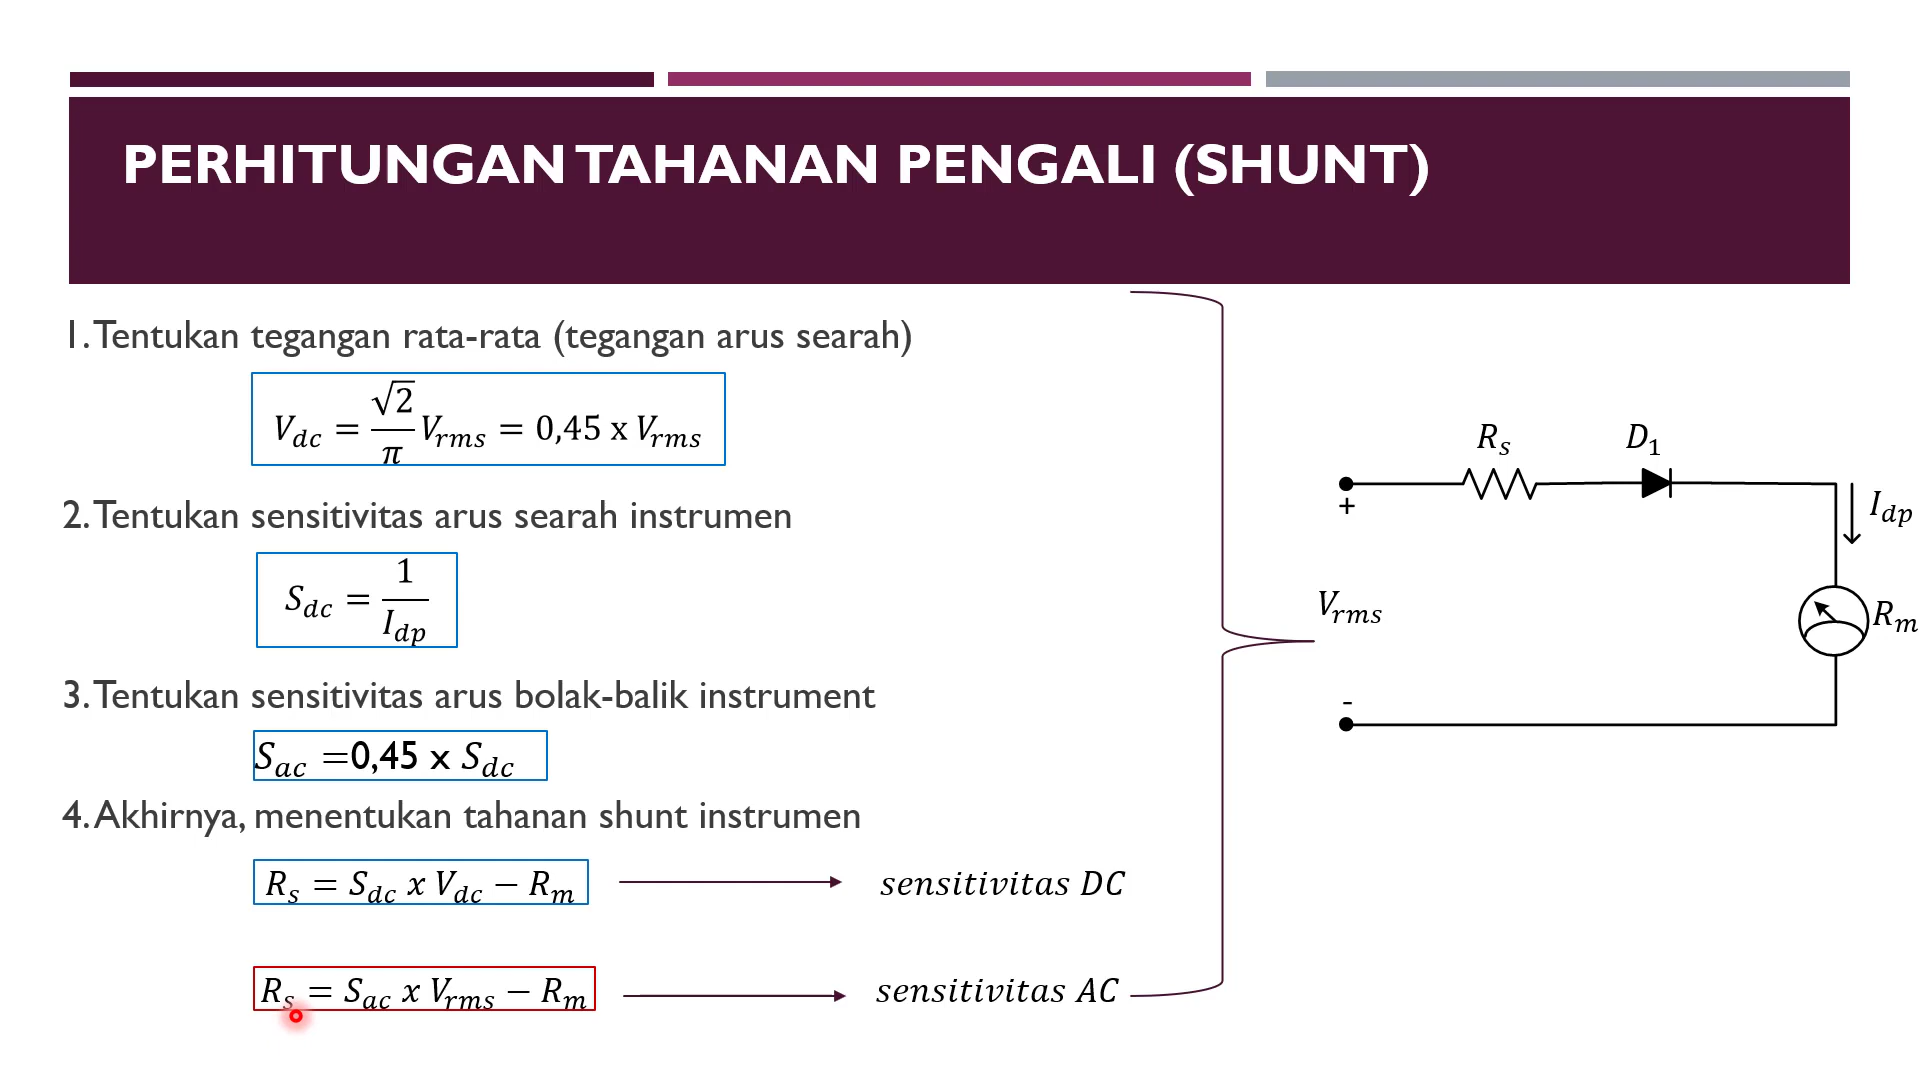 PERHITUNGAN TAHANAN PENGALI (SHUNT)
1. Tentukan tegangan rata-rata (tegangan arus searah)
V_dc = √2/π V_rms = 0,45 x V_rms
2. Tentukan sensitivitas arus searah instrumen
S_dc = 1/I_dp
3. Tentukan sensitivitas arus bolak-balik instrument
S_ac =0,45 x S_dc
4. Akhirnya, menentukan tahanan shunt instrumen
R_s = S_dc x V_dc − R_m
sensitivitas DC
R_s = S_ac x V_rms − R_m
sensitivitas AC
R_s
D_1
+
I_dp
V_rms
R_m
-